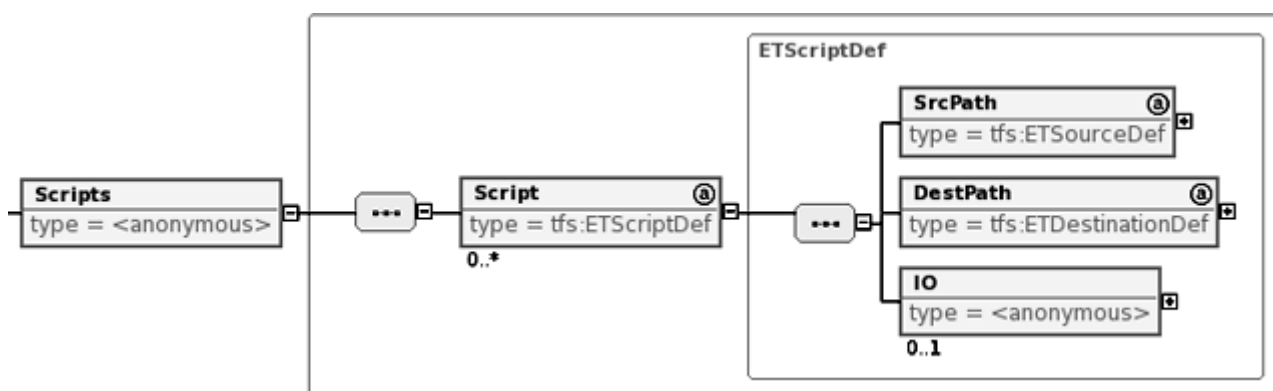 ETScriptDef
SrcPath a
type = tfs:ETSourceDef
Scripts
type = <anonymous>
Script a
type = tfs:ETScriptDef
0..*
DestPath a
type = tfs:ETDestinationDef
IO
type = <anonymous>
0..1